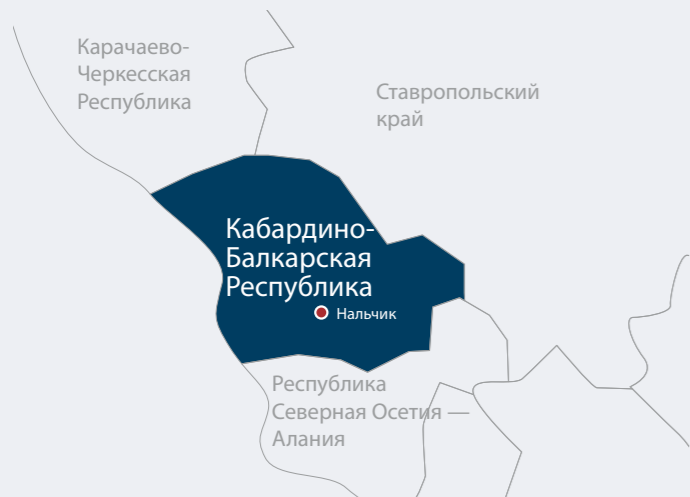 Карачаево-
Черкесская
Республика
Ставропольский
край
Кабардино-
Балкарская
Республика
Нальчик
Республика
Северная Осетия —
Алания